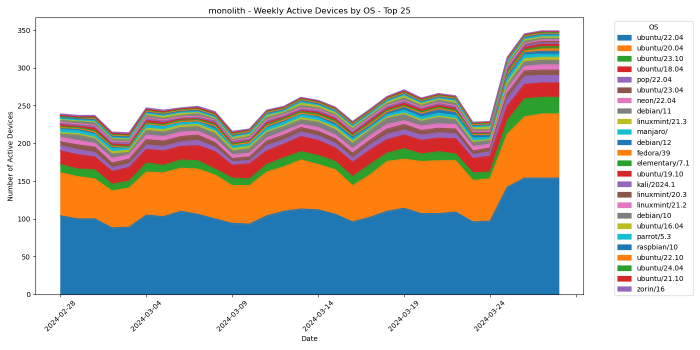 monolith - Weekly Active Devices by OS - Top 25
OS
ubuntu/22.04
ubuntu/20.04
ubuntu/23.10
ubuntu/18.04
pop/22.04
ubuntu/23.04
neon/22.04
debian/11
linuxmint/21.3
manjaro/
debian/12
fedora/39
elementary/7.1
ubuntu/19.10
kali/2024.1
linuxmint/20.3
linuxmint/21.2
debian/10
ubuntu/16.04
parrot/5.3
raspbian/10
ubuntu/22.10
ubuntu/24.04
ubuntu/21.10
zorin/16
Number of Active Devices
350
300
250
200
150
100
50
0
2024-02-28
2024-03-04
2024-03-09
2024-03-14
2024-03-19
2024-03-24
Date